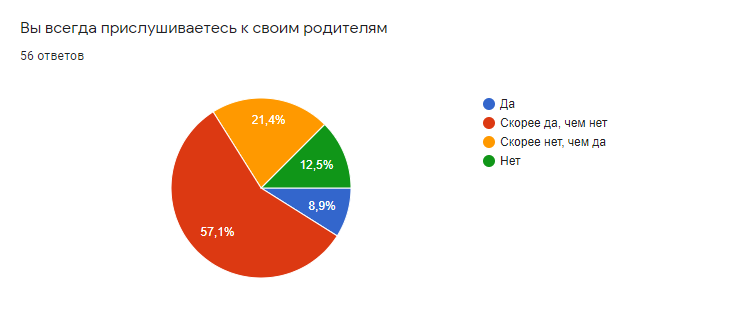 Вы всегда прислушиваетесь к своим родителям
56 ответов
21,4%
12,5%
8,9%
57,1%
Да
Скорее да, чем нет
Скорее нет, чем да
Нет